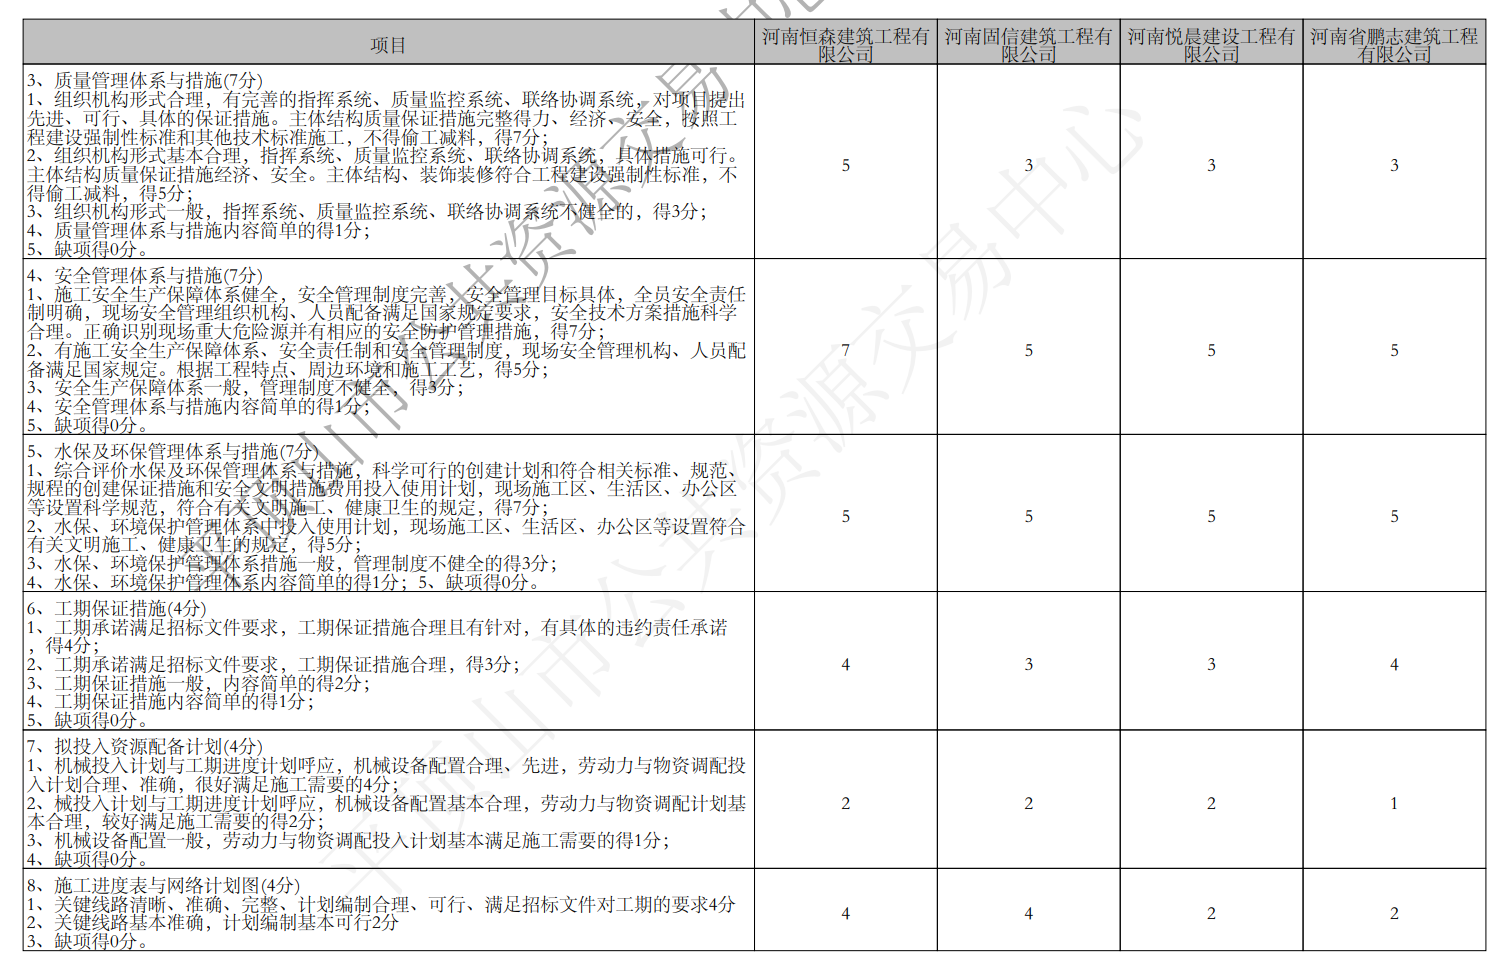 项目
河南恒森建筑工程有
限公司
河南固信建筑工程有
限公司
河南悦晨建设工程有
限公司
河南省鹏志建筑工程
有限公司
3、质量管理体系与措施(7分)
1、组织机构形式合理，有完善的指挥系统、质量监控系统、联络协调系统，对项目提出
先进、可行、具体的保证措施。主体结构质量保证措施完整得力、经济、安全，按照工
程建设强制性标准和其他技术标准施工，不得偷工减料，得7分；
2、组织机构形式基本合理，指挥系统、质量监控系统、联络协调系统，具体措施可行。
主体结构质量保证措施经济、安全。主体结构、装饰装修符合工程建设强制性标准，不
得偷工减料，得5分；
3、组织机构形式一般，指挥系统、质量监控系统、联络协调系统不健全的，得3分；
4、质量管理体系与措施内容简单的得1分；
5、缺项得0分。
5
3
3
3
4、安全管理体系与措施(7分)
1、施工安全生产保障体系健全，安全管理制度完善，安全管理目标具体，全员安全责任
制明确，现场安全管理组织机构、人员配备满足国家规定要求，安全技术方案措施科学
合理。正确识别现场重大危险源并有相应的安全防护管理措施，得7分；
2、有施工安全生产保障体系、安全责任制和安全管理制度，现场安全管理机构、人员配
备满足国家规定。根据工程特点、周边环境和施工工艺，得5分；
3、安全生产保障体系一般，管理制度不健全，得3分；
4、安全管理体系与措施内容简单的得1分；
5、缺项得0分。
7
5
5
5
5、水保及环保管理体系与措施(7分)
1、综合评价水保及环保管理体系与措施，科学可行的创建计划和符合相关标准、规范、
规程的创建保证措施和安全文明措施费用投入使用计划，现场施工区、生活区、办公区
等设置科学规范，符合有关文明施工、健康卫生的规定，得7分；
2、水保、环境保护管理体系中投入使用计划，现场施工区、生活区、办公区等设置符合
有关文明施工、健康卫生的规定，得5分；
3、水保、环境保护管理体系措施一般，管理制度不健全的得3分；
4、水保、环境保护管理体系内容简单的得1分；5、缺项得0分。
5
5
5
5
6、工期保证措施(4分)
1、工期承诺满足招标文件要求，工期保证措施合理且有针对，有具体的违约责任承诺
，得4分；
2、工期承诺满足招标文件要求，工期保证措施合理，得3分；
3、工期保证措施一般，内容简单的得2分；
4、工期保证措施内容简单的得1分；
5、缺项得0分。
4
3
3
4
7、拟投入资源配备计划(4分)
1、机械投入计划与工期进度计划呼应，机械设备配置合理、先进，劳动力与物资调配投
入计划合理、准确，很好满足施工需要的4分；
2、械投入计划与工期进度计划呼应，机械设备配置基本合理，劳动力与物资调配计划基
本合理，较好满足施工需要的得2分；
3、机械设备配置一般，劳动力与物资调配投入计划基本满足施工需要的得1分；
4、缺项得0分。
2
2
2
1
8、施工进度表与网络计划图(4分)
1、关键线路清晰、准确、完整、计划编制合理、可行、满足招标文件对工期的要求4分
2、关键线路基本准确，计划编制基本可行2分
3、缺项得0分。
4
4
2
2
平顶山市公共资源交易中心
平顶山市公共资源交易中心